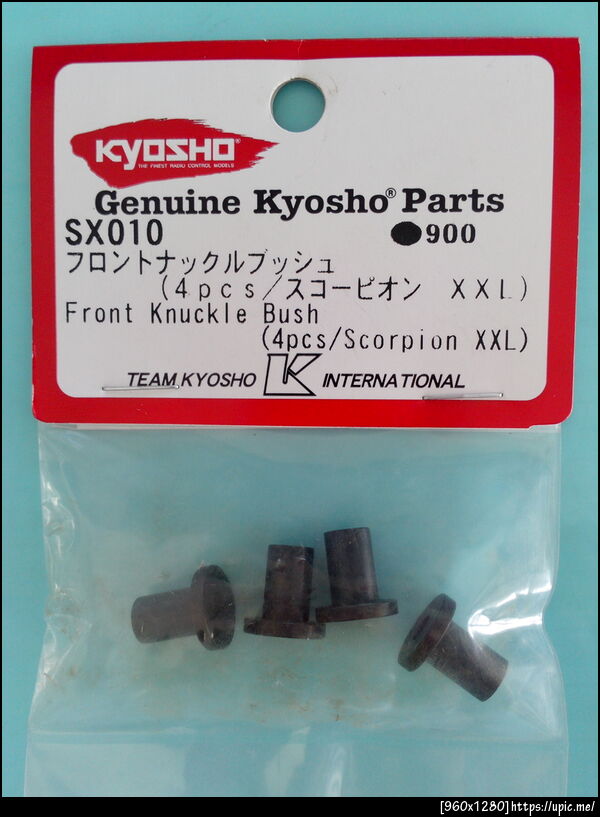 KYOSHO
THE FINEST RADIO CONTROL MODELS
Genuine Kyosho® Parts
SX010 ●900
フロントナックルブッシュ
(4pcs/スコーピオン XXL)
Front Knuckle Bush
(4pcs/Scorpion XXL)
TEAM KYOSHO K INTERNATIONAL
[960x1280]https://upic.me/